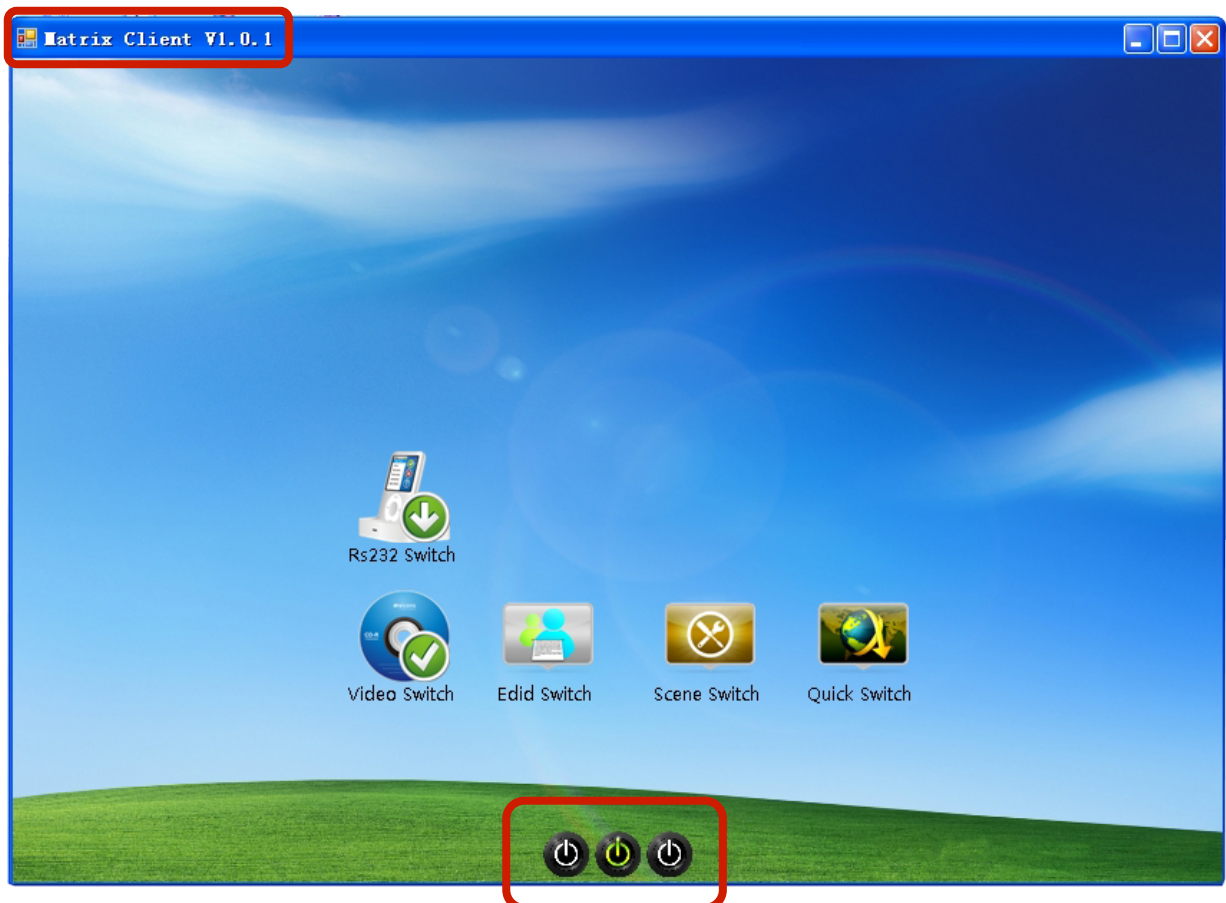 Matrix Client V1.0.1
Rs232 Switch
Video Switch
Edid Switch
Scene Switch
Quick Switch